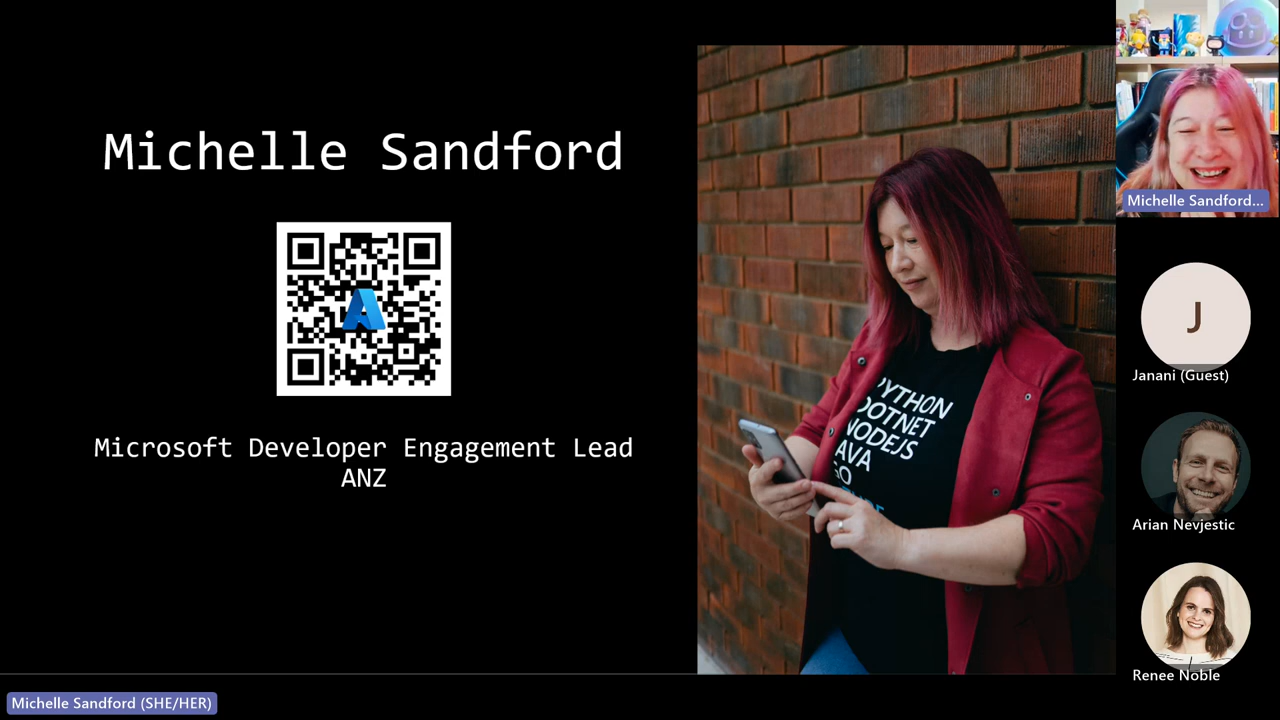 Michelle Sandford
Microsoft Developer Engagement Lead
ANZ
PYTHON
DOTNET
NODEJS
JAVA
GO
Michelle Sandford...
J
Janani (Guest)
Arian Nevjestic
Renee Noble
Michelle Sandford (SHE/HER)